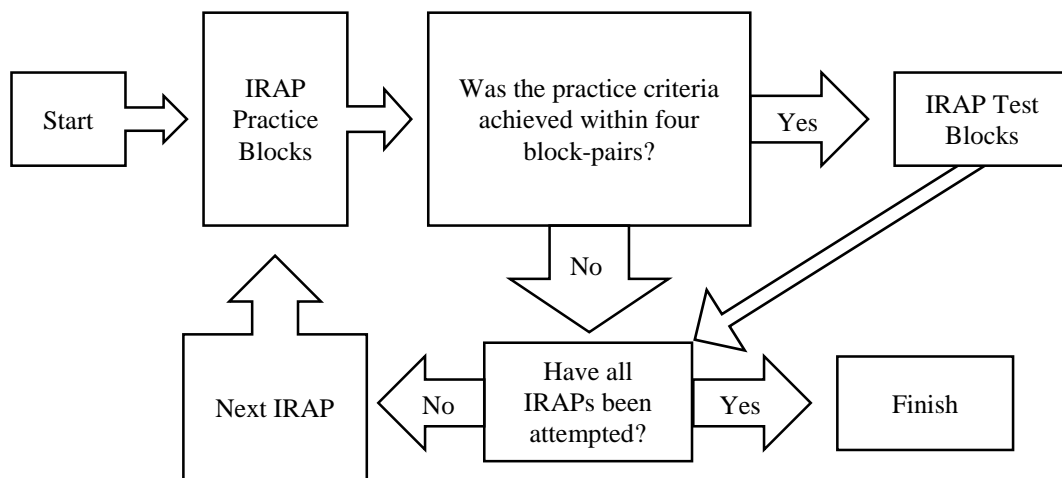 Start
IRAP
Practice
Blocks
Was the practice criteria
achieved within four
block-pairs?
Yes
IRAP Test
Blocks
No
Next IRAP
No
Have all
IRAPs been
attempted?
Yes
Finish